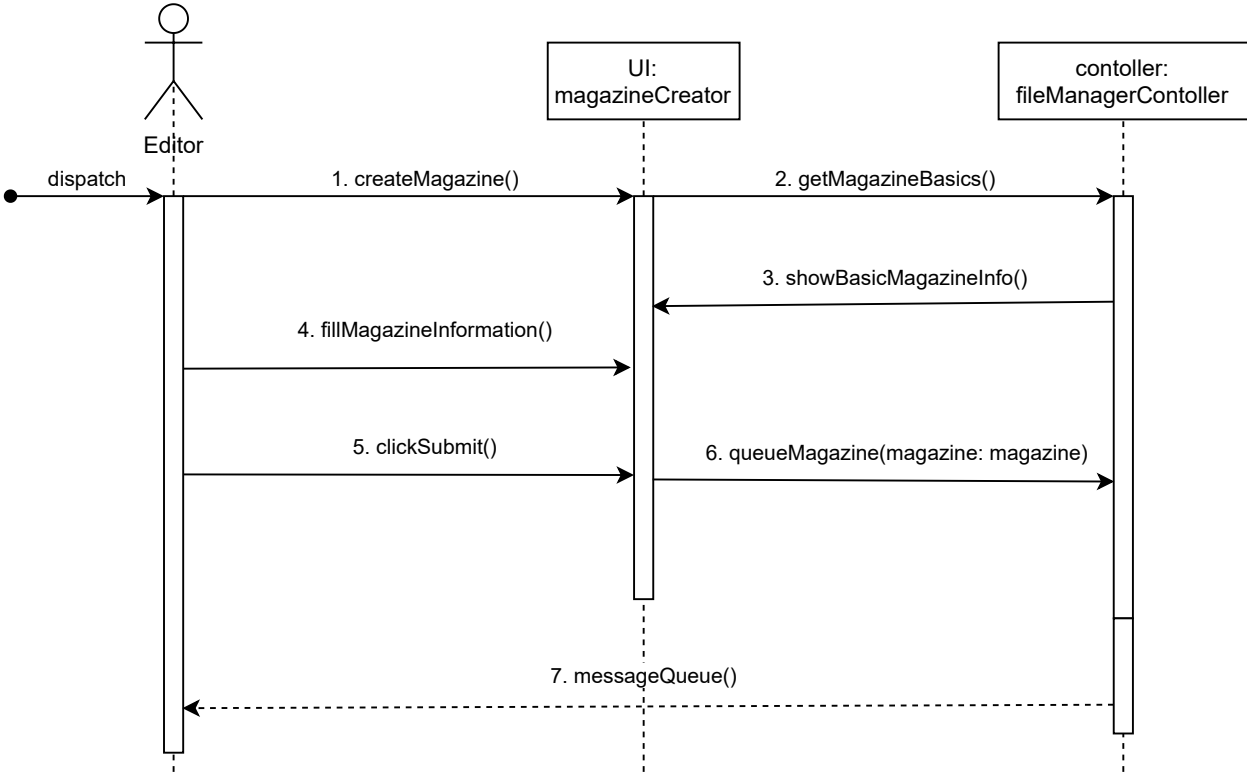 UI:
magazineCreator
contoller:
fileManagerContoller
Editor
dispatch
1. createMagazine()
2. getMagazineBasics()
3. showBasicMagazineInfo()
4. fillMagazineInformation()
5. clickSubmit()
6. queueMagazine(magazine: magazine)
7. messageQueue()